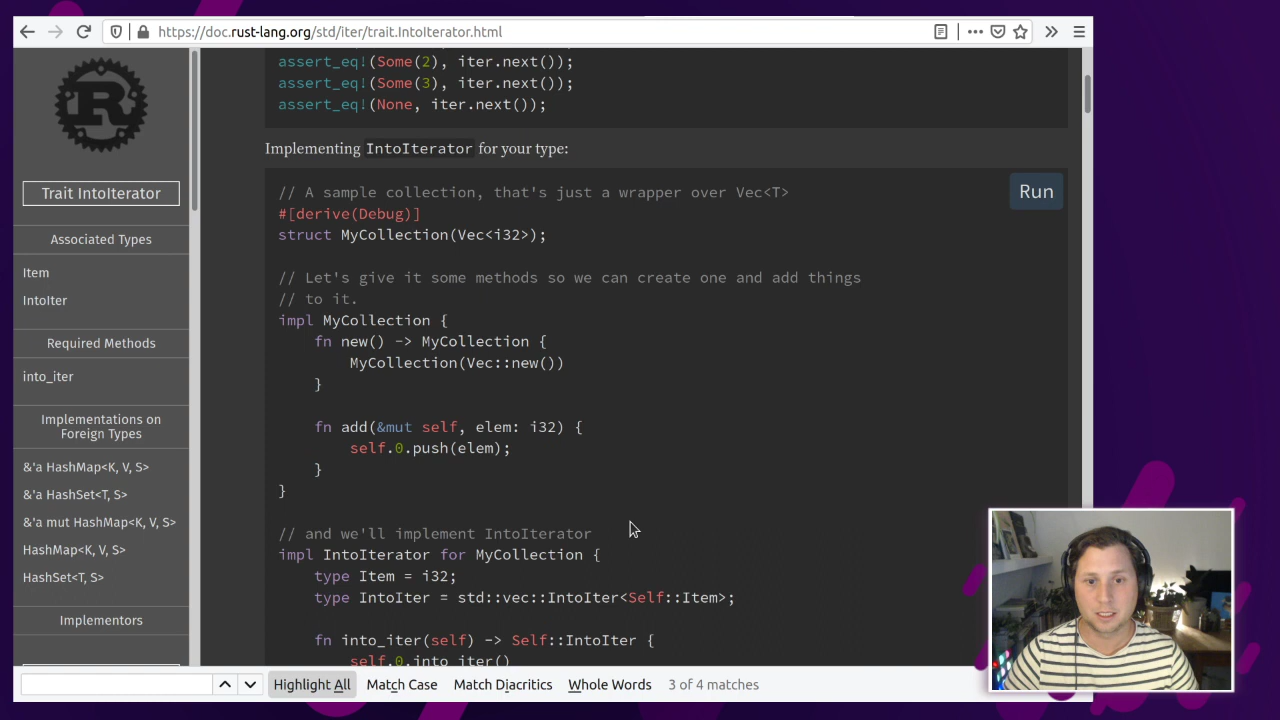 https://doc.rust-lang.org/std/iter/trait.IntoIterator.html
Trait IntoIterator
Associated Types
Item
IntoIter
Required Methods
into_iter
Implementations on
Foreign Types
&'a HashMap<K, V, S>
&'a HashSet<T, S>
&'a mut HashMap<K, V, S>
HashMap<K, V, S>
HashSet<T, S>
Implementors
assert_eq!(Some(2), iter.next());
assert_eq!(Some(3), iter.next());
assert_eq!(None, iter.next());
Implementing IntoIterator for your type:
Run
// A sample collection, that's just a wrapper over Vec<T>
#[derive(Debug)]
struct MyCollection(Vec<i32>);
// Let's give it some methods so we can create one and add things
// to it.
impl MyCollection {
fn new() -> MyCollection {
MyCollection(Vec::new())
}
fn add(&mut self, elem: i32) {
self.0.push(elem);
}
}
// and we'll implement IntoIterator
impl IntoIterator for MyCollection {
type Item = i32;
type IntoIter = std::vec::IntoIter<Self::Item>;
fn into_iter(self) -> Self::IntoIter {
self.0.into_iter()
Highlight All
Match Case
Match Diacritics
Whole Words
3 of 4 matches